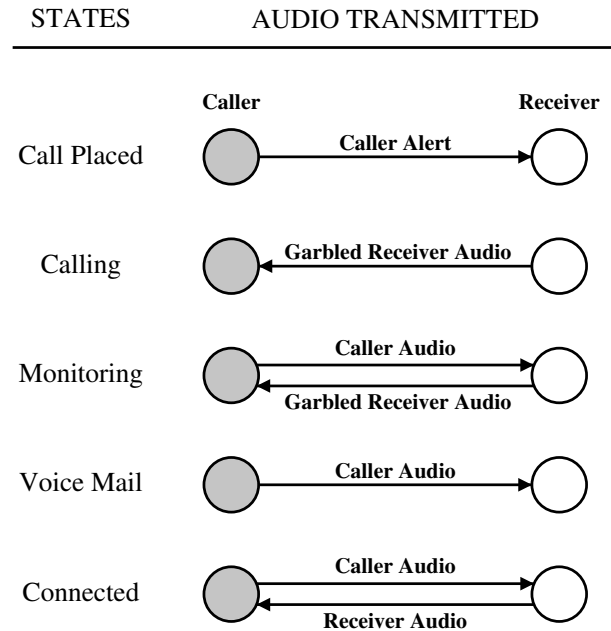 STATES AUDIO TRANSMITTED
Caller Receiver
Call Placed Caller Alert
Calling Garbled Receiver Audio
Monitoring Caller Audio
Garbled Receiver Audio
Voice Mail Caller Audio
Connected Caller Audio
Receiver Audio